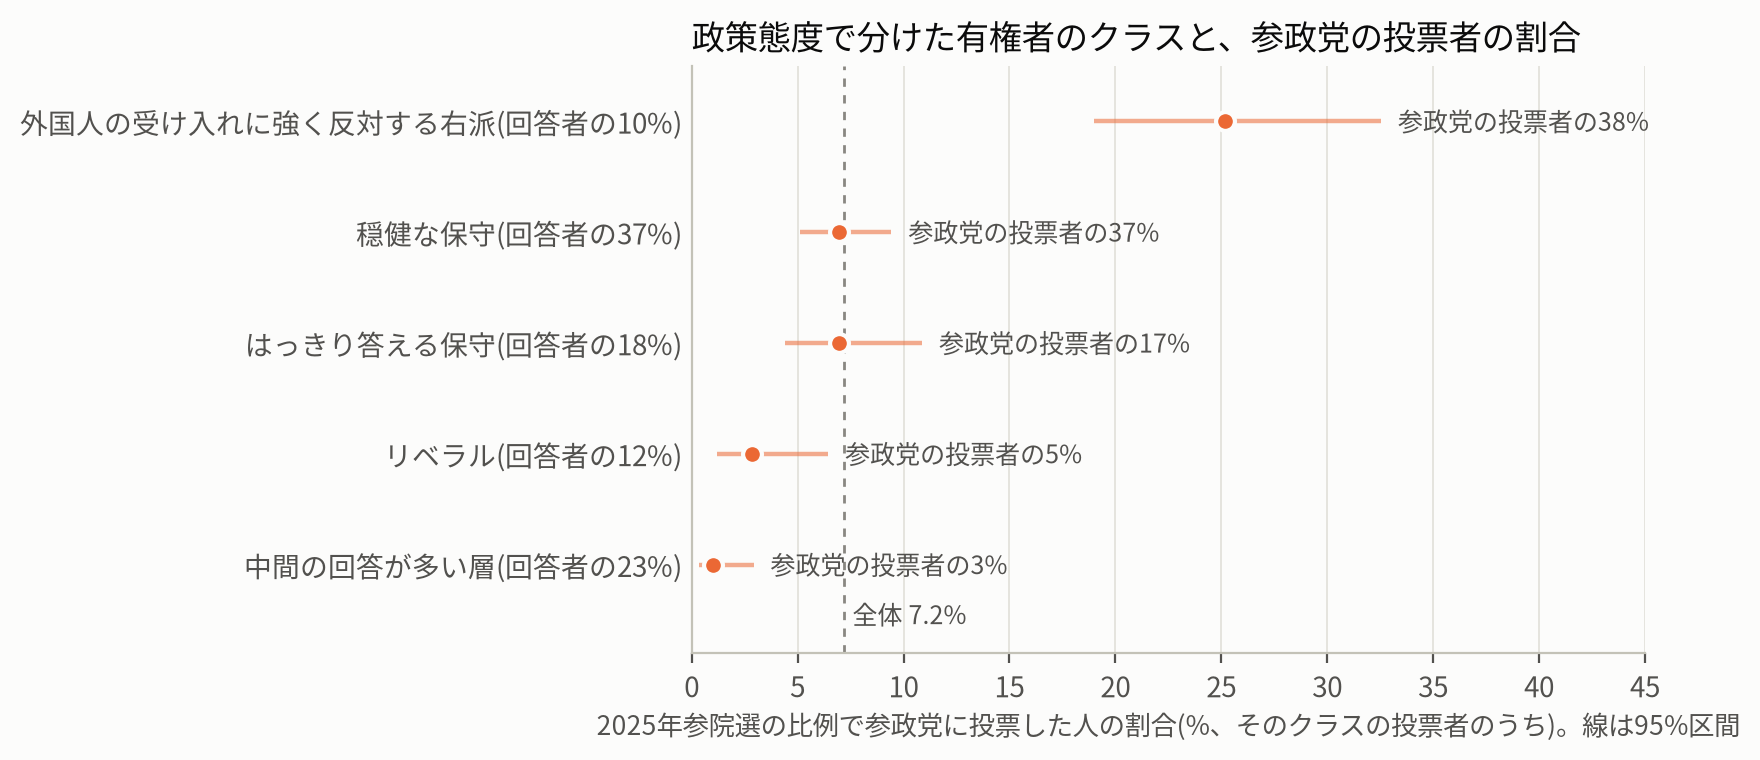 政策態度で分けた有権者のクラスと、参政党の投票者の割合
外国人の受け入れに強く反対する右派(回答者の10%)
参政党の投票者の38%
穏健な保守(回答者の37%)
参政党の投票者の37%
はっきり答える保守(回答者の18%)
参政党の投票者の17%
リベラル(回答者の12%)
参政党の投票者の5%
中間の回答が多い層(回答者の23%)
参政党の投票者の3%
全体 7.2%
0 5 10 15 20 25 30 35 40 45
2025年参院選の比例で参政党に投票した人の割合(%、そのクラスの投票者のうち)。線は95%区間